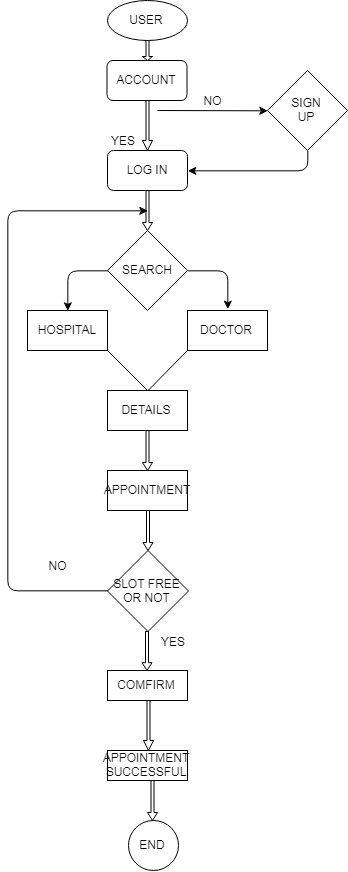 USER
ACCOUNT
NO
SIGN
UP
YES
LOG IN
SEARCH
HOSPITAL
DOCTOR
DETAILS
APPOINTMENT
SLOT FREE
OR NOT
NO
YES
COMFIRM
APPOINTMENT
SUCCESSFUL
END